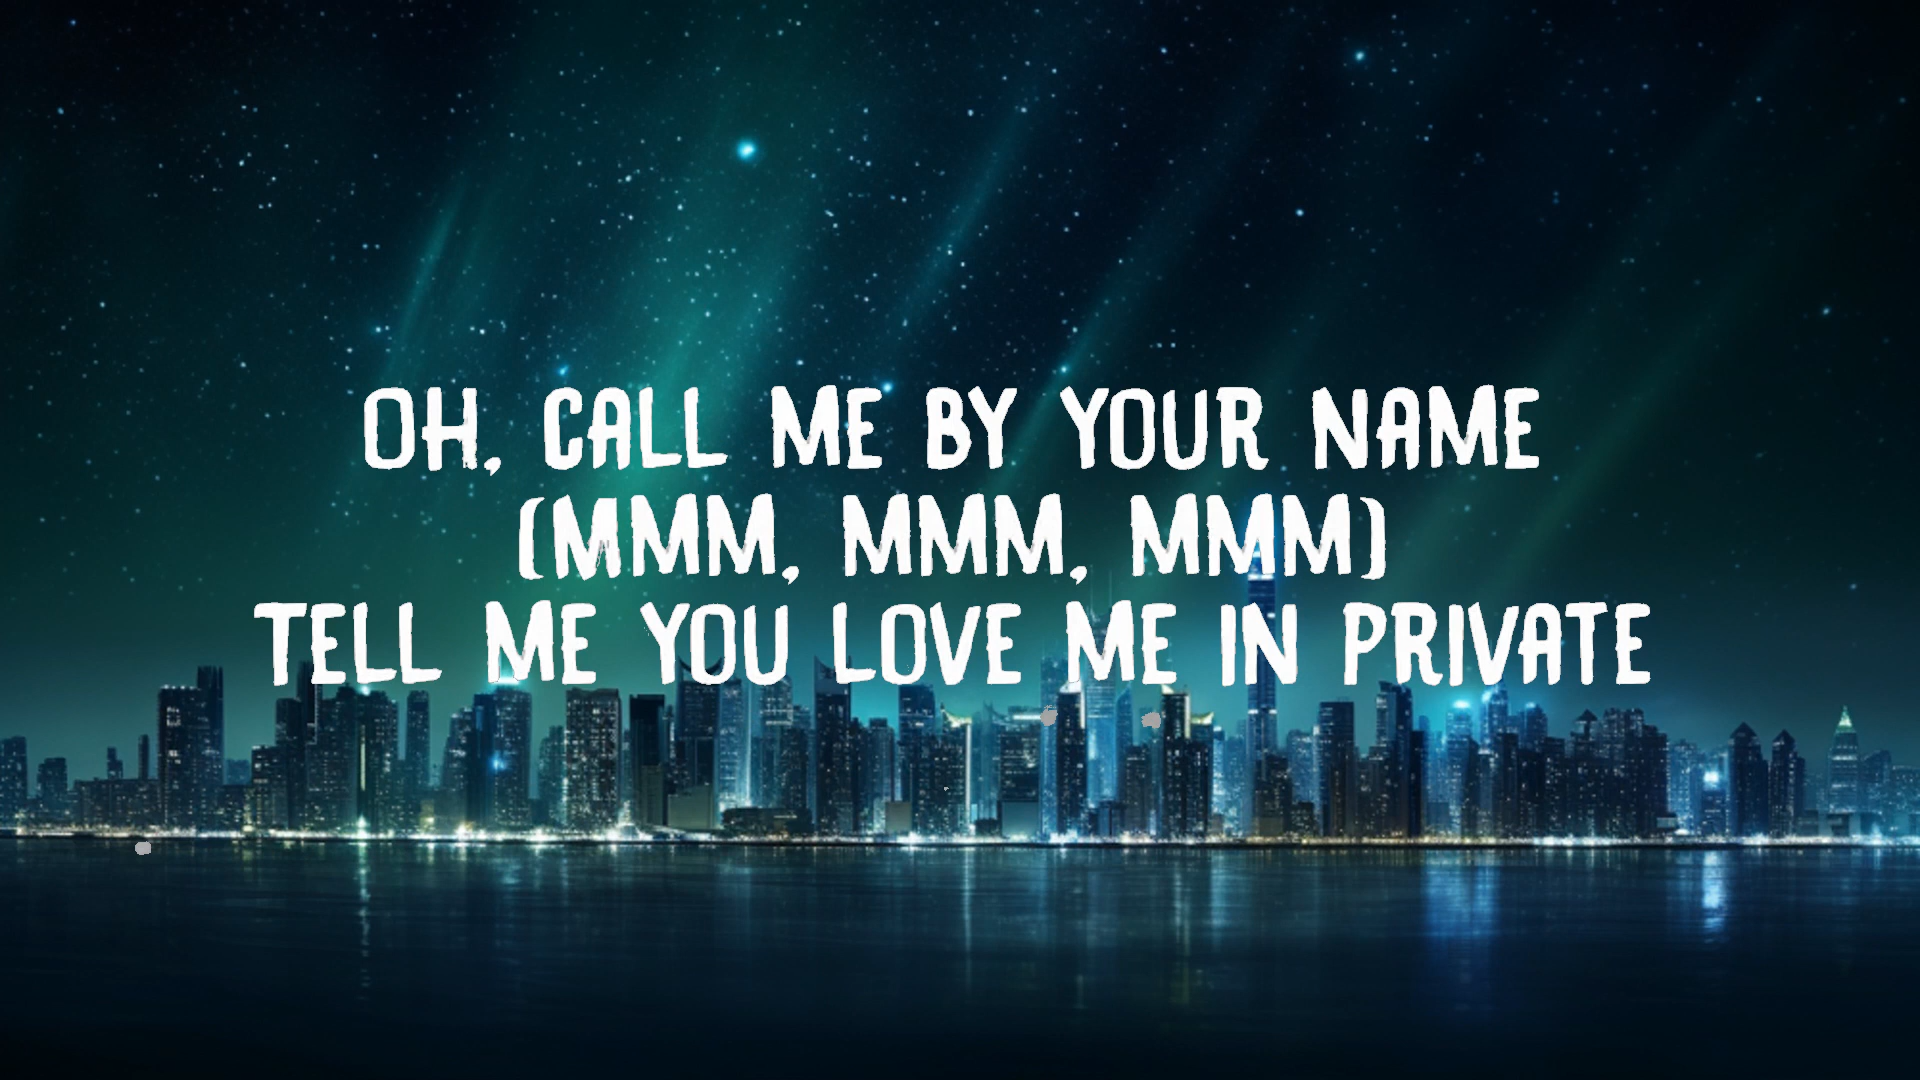 OH, CALL ME BY YOUR NAME
(MMM, MMM, MMM)
TELL ME YOU LOVE ME IN PRIVATE